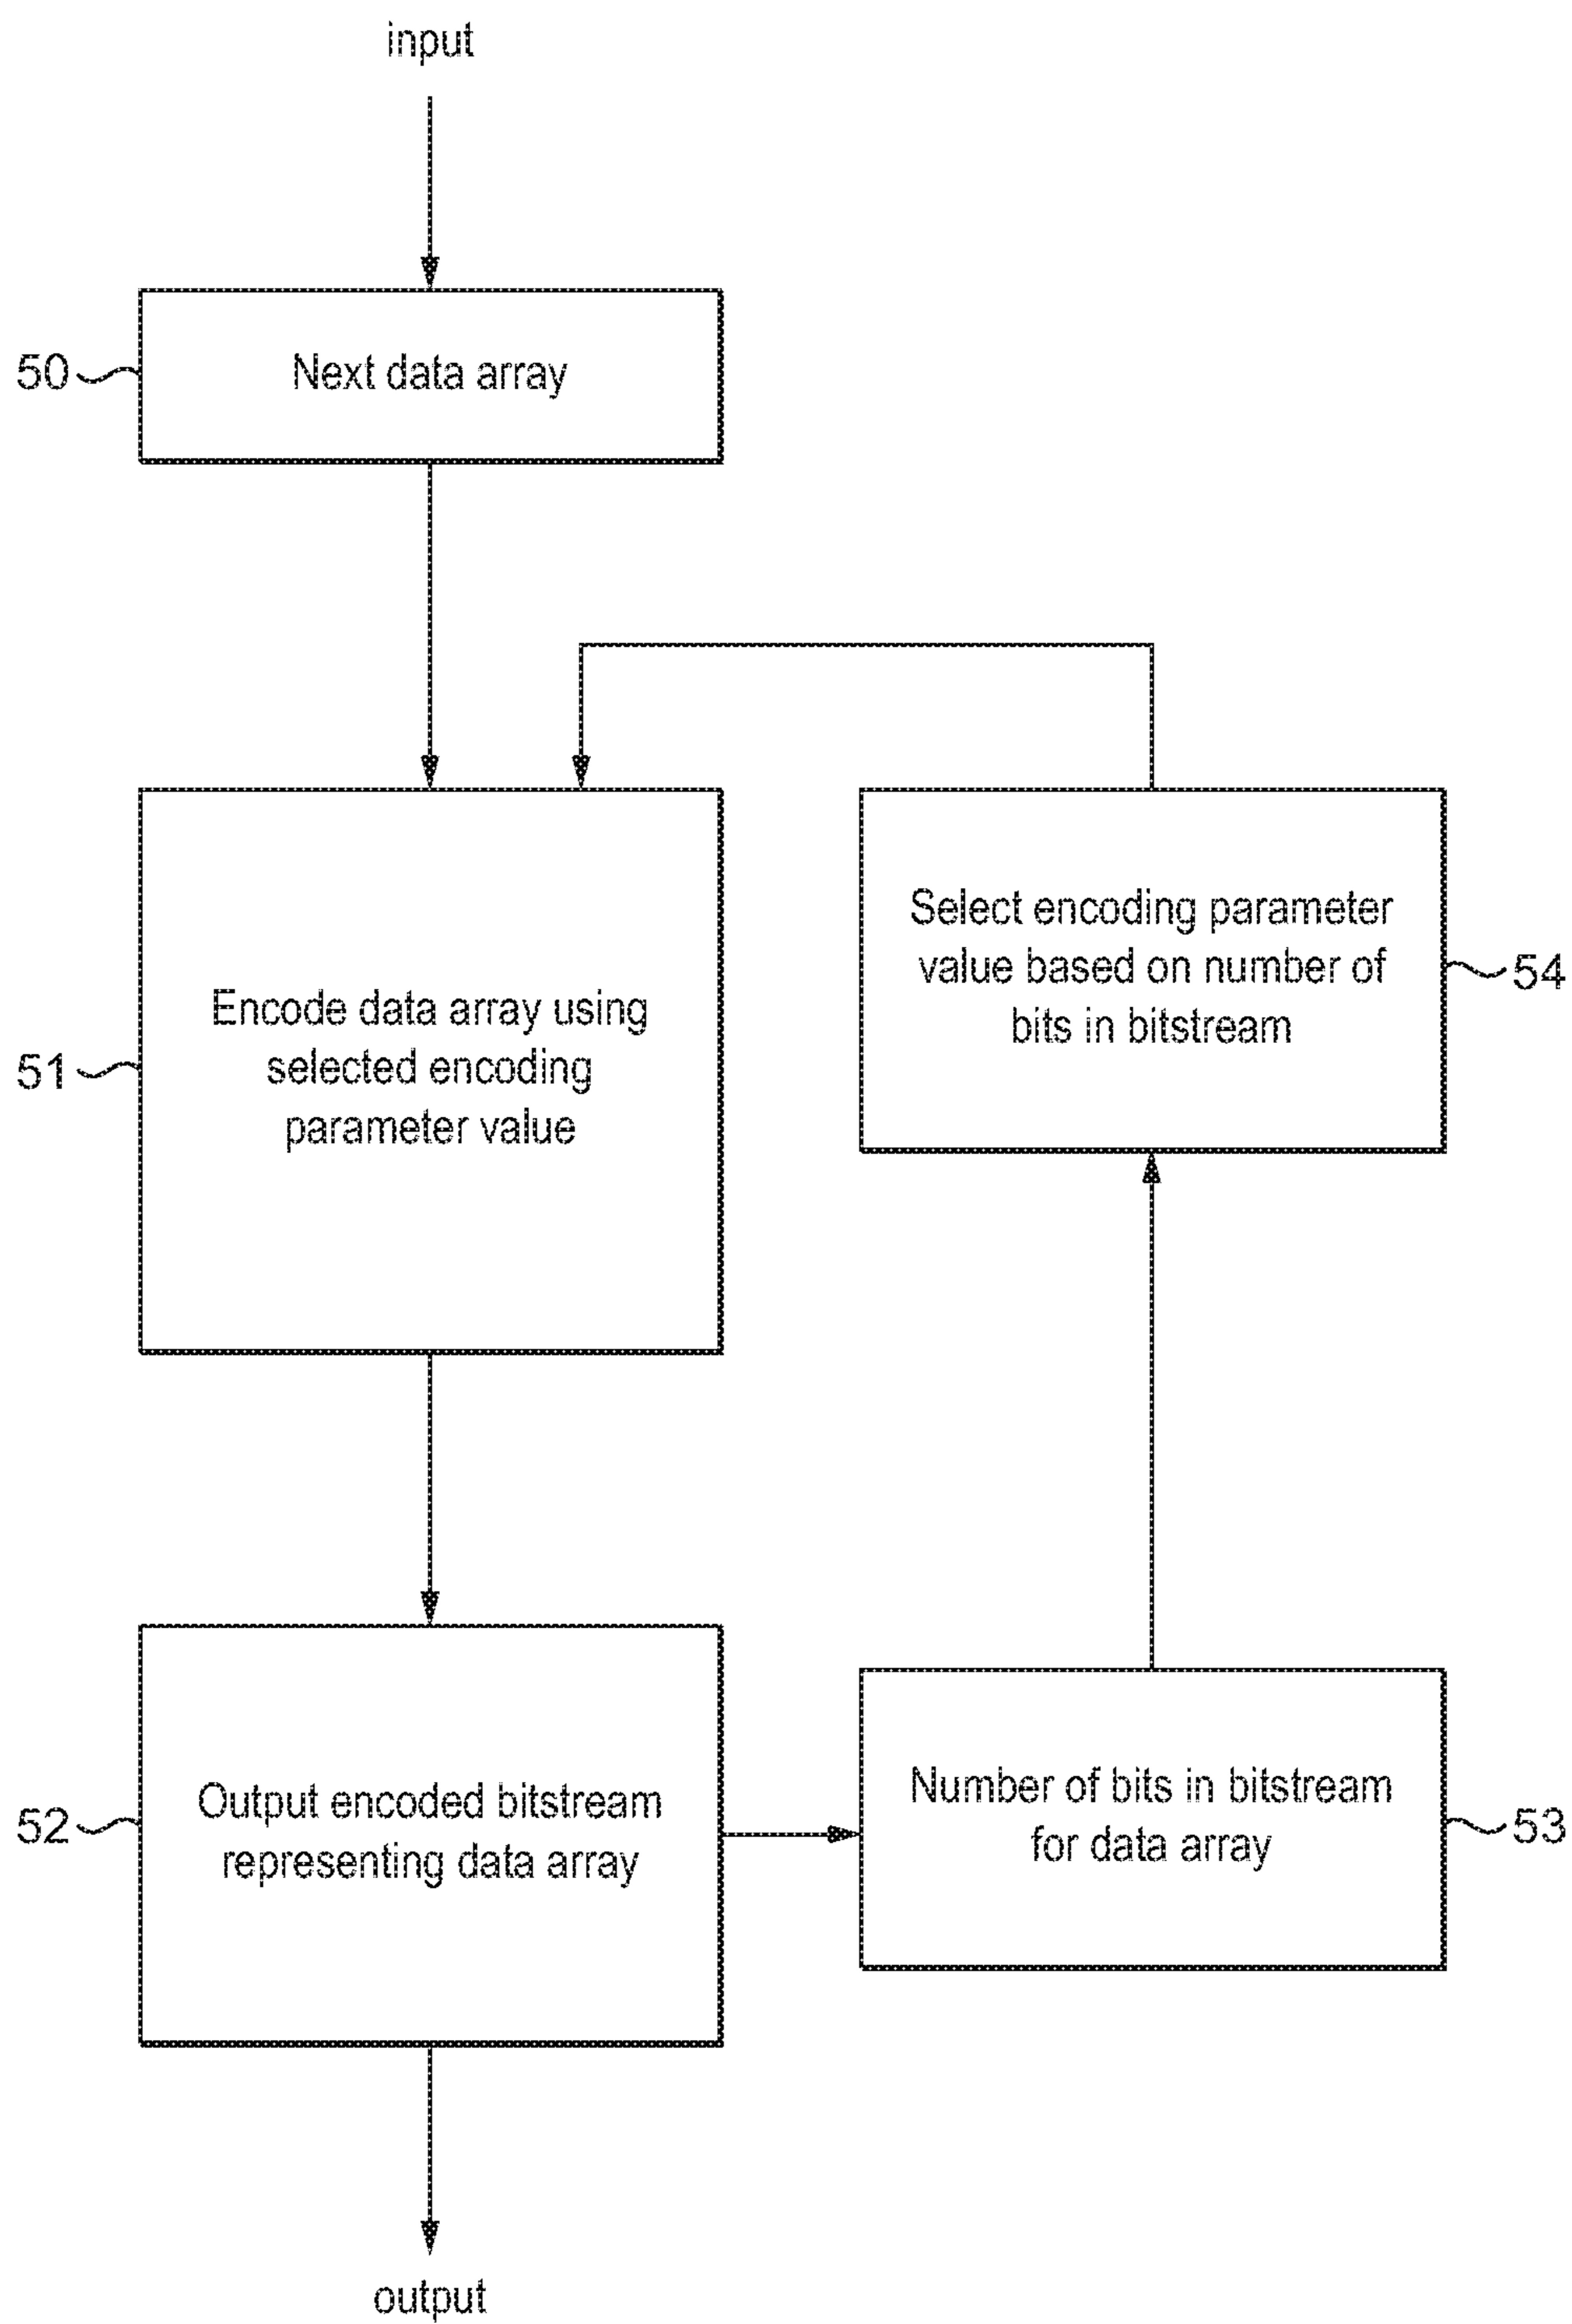 input
50
Next data array
Select encoding parameter
value based on number of
bits in bitstream
54
Encode data array using
selected encoding
parameter value
51
Output encoded bitstream
representing data array
52
Number of bits in bitstream
for data array
53
output